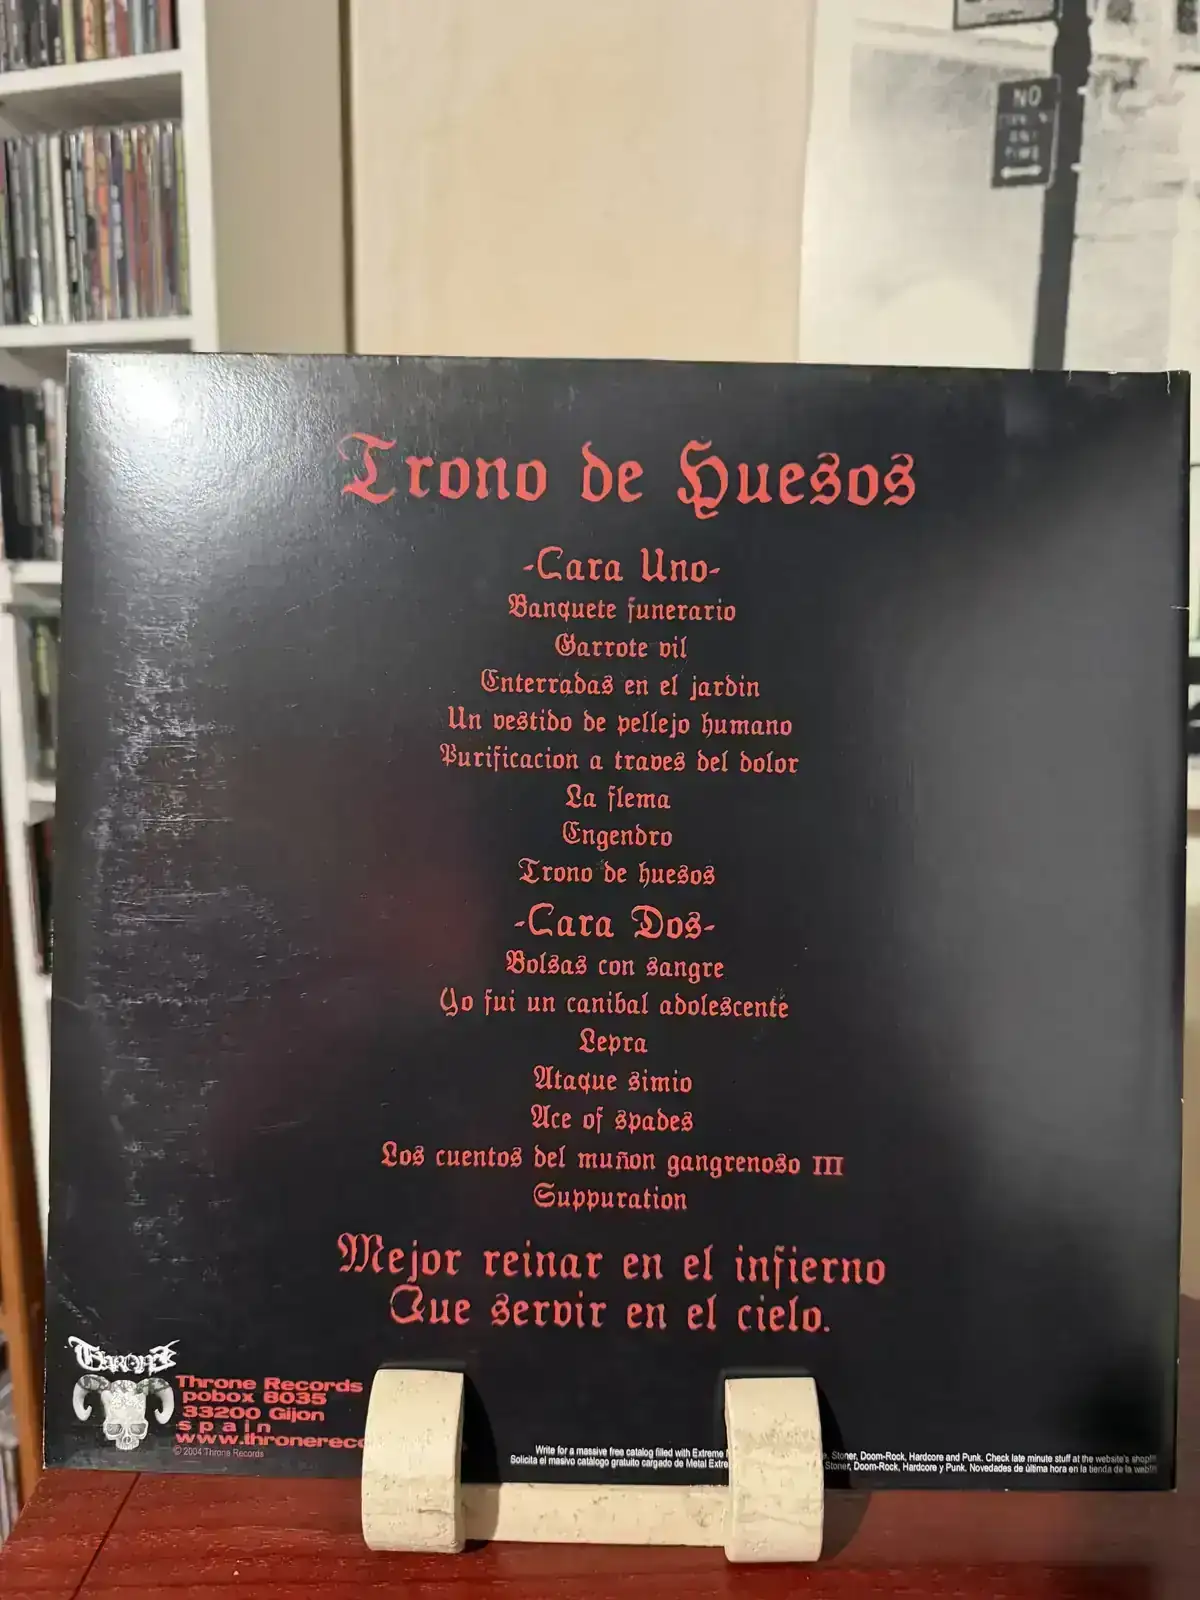 NO
ANY
TIME
Trono de Huesos
-Cara Uno-
Banquete funerario
Garrote vil
Enterradas en el jardin
Un vestido de pellejo humano
Purificacion a traves del dolor
La flema
Engendro
Trono de huesos
-Cara Dos-
Bolsas con sangre
Yo fui un canibal adolescente
Lepra
Ataque simio
Ace of spades
Los cuentos del muñon gangrenoso III
Suppuration
Mejor reinar en el infierno
Que servir en el cielo.
Throne
Throne Records
pobox 8035
33200 Gijon
spain
www.thronerec
© 2004 Throne Records
Write for a massive free catalog filled with Extreme Stoner, Doom-Rock, Hardcore and Punk. Check late minute stuff at the website's shop!!!
Solicita el masivo catálogo gratuito cargado de Metal Extre Stoner, Doom-Rock, Hardcore y Punk. Novedades de última hora en la tienda de la web!!!